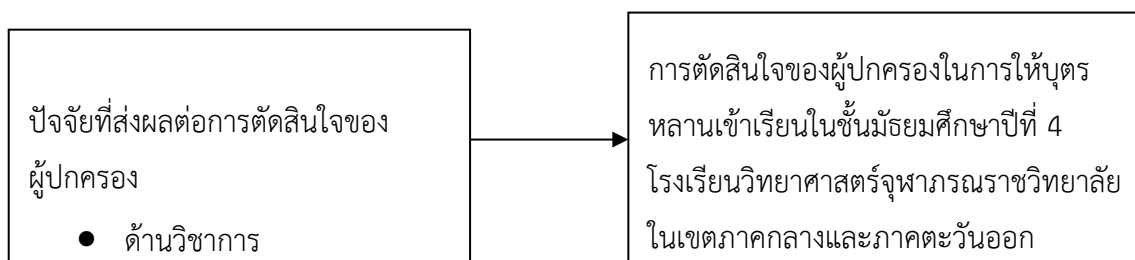 ปัจจัยที่ส่งผลต่อการตัดสินใจของ
ผู้ปกครอง
● ด้านวิชาการ
การตัดสินใจของผู้ปกครองในการให้บุตร
หลานเข้าเรียนในชั้นมัธยมศึกษาปีที่ 4
โรงเรียนวิทยาศาสตร์จุฬาภรณราชวิทยาลัย
ในเขตภาคกลางและภาคตะวันออก